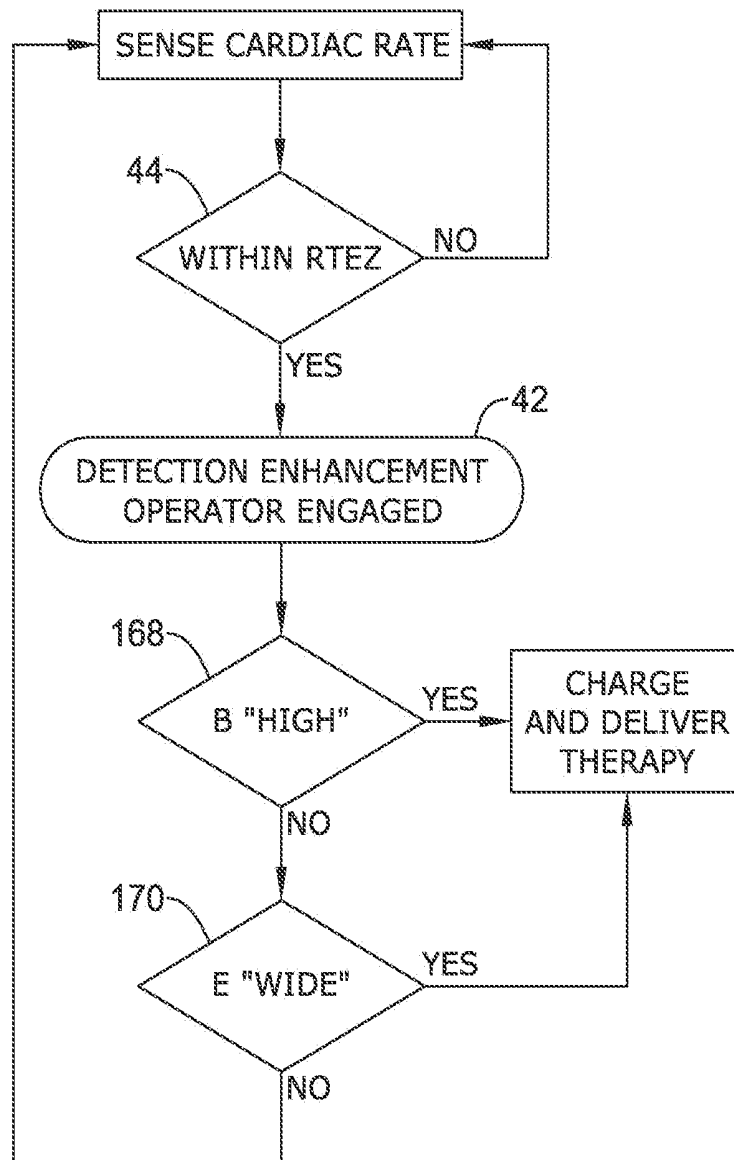 SENSE CARDIAC RATE
44
WITHIN RTEZ
NO
YES
42
DETECTION ENHANCEMENT
OPERATOR ENGAGED
168
B "HIGH"
YES
CHARGE
AND DELIVER
THERAPY
NO
170
E "WIDE"
YES
NO